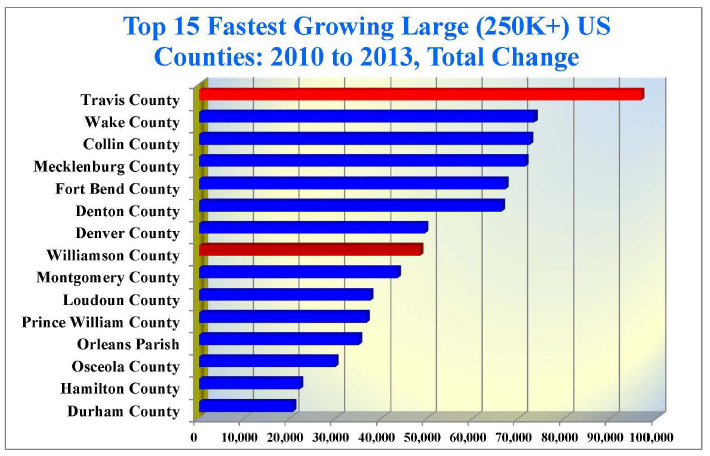 Top 15 Fastest Growing Large (250K+) US
Counties: 2010 to 2013, Total Change
Travis County
Wake County
Collin County
Mecklenburg County
Fort Bend County
Denton County
Denver County
Williamson County
Montgomery County
Loudoun County
Prince William County
Orleans Parish
Osceola County
Hamilton County
Durham County
0 10,000 20,000 30,000 40,000 50,000 60,000 70,000 80,000 90,000 100,000